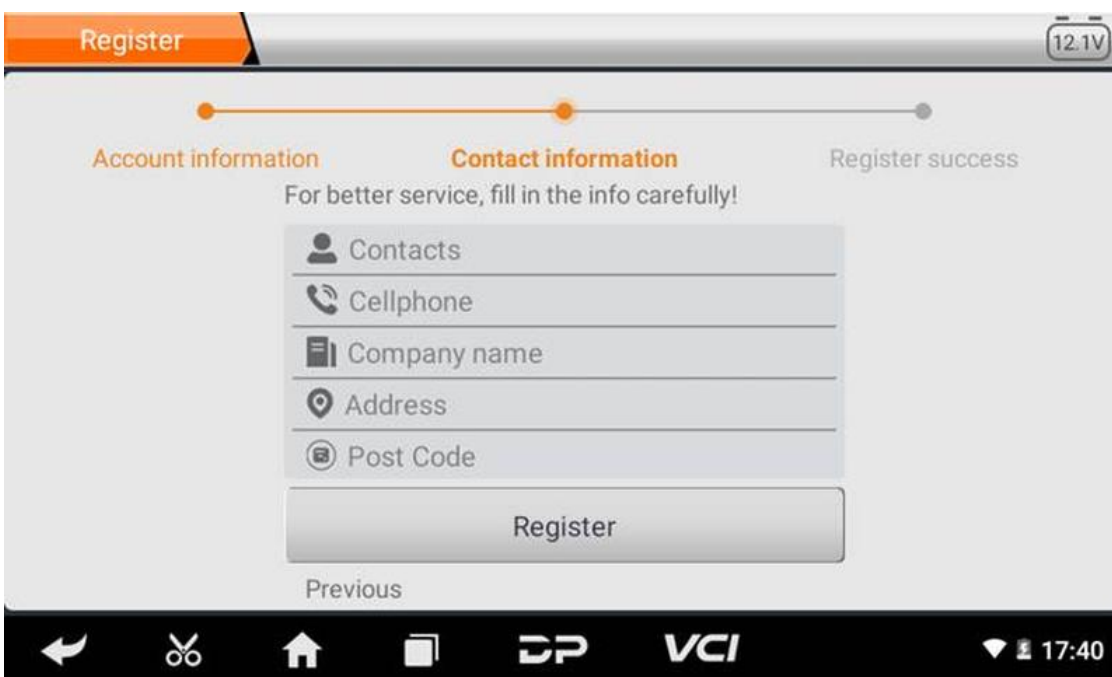 Register
12.1V
Account information
Contact information
Register success
For better service, fill in the info carefully!
Contacts
Cellphone
Company name
Address
Post Code
Register
Previous
DP
VCI
17:40